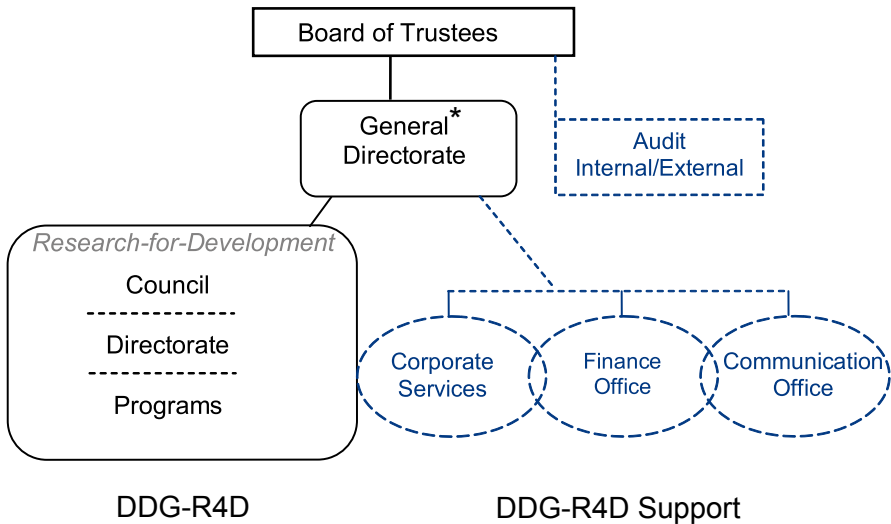 Board of Trustees
General*
Directorate
Audit
Internal/External
Research-for-Development
Council
Directorate
Programs
Corporate
Services
Finance
Office
Communication
Office
DDG-R4D
DDG-R4D Support